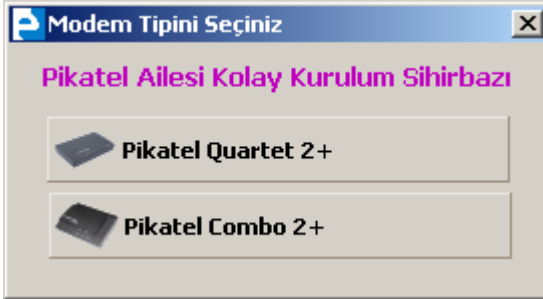 Modem Tipini Seçiniz
Pikatel Ailesi Kolay Kurulum Sihirbazı
Pikatel Quartet 2+
Pikatel Combo 2+